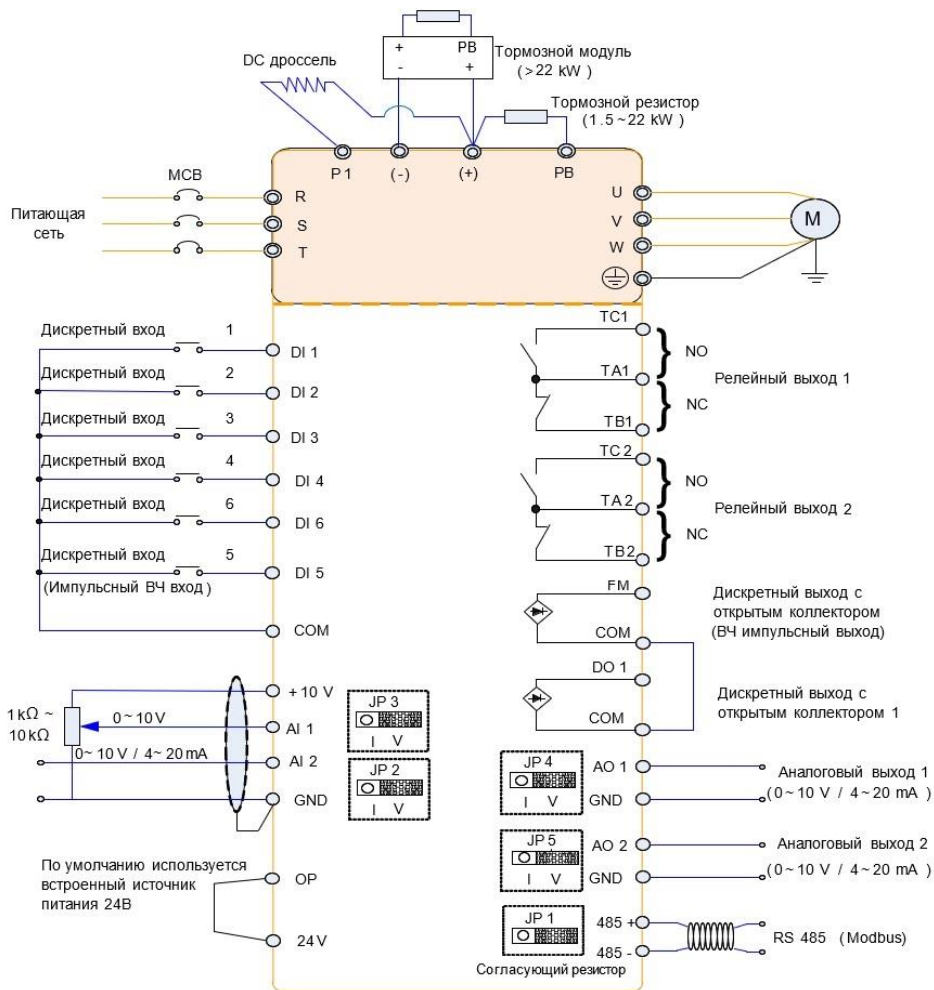 + PB
- +
Тормозной модуль
(>22 kW)
DC дроссель
Тормозной резистор
(1.5~22 kW)
P1 (-) (+) PB
MCB
Питающая
сеть
R
S
T
U
V
W
M
Дискретный вход 1
DI 1
Дискретный вход 2
DI 2
Дискретный вход 3
DI 3
Дискретный вход 4
DI 4
Дискретный вход 6
DI 6
Дискретный вход 5
(Импульсный ВЧ вход)
DI 5
COM
TC1
NO
TA1
Релейный выход 1
NC
TB1
TC2
NO
TA2
Релейный выход 2
NC
TB2
FM
Дискретный выход с
открытым коллектором
(ВЧ импульсный выход)
COM
DO 1
Дискретный выход с
открытым коллектором 1
COM
+10 V
1kΩ ~
10kΩ
0~10V
AI 1
0~10 V / 4~20mA
AI 2
GND
JP 3
I V
JP 2
I V
JP 4
I V
AO 1
GND
Аналоговый выход 1
(0~10 V / 4~20 mA)
JP 5
I V
AO 2
GND
Аналоговый выход 2
(0~10 V / 4~20 mA)
По умолчанию используется
встроенный источник
питания 24В
OP
24V
JP 1
485 +
485 -
RS 485 (Modbus)
Согласующий резистор